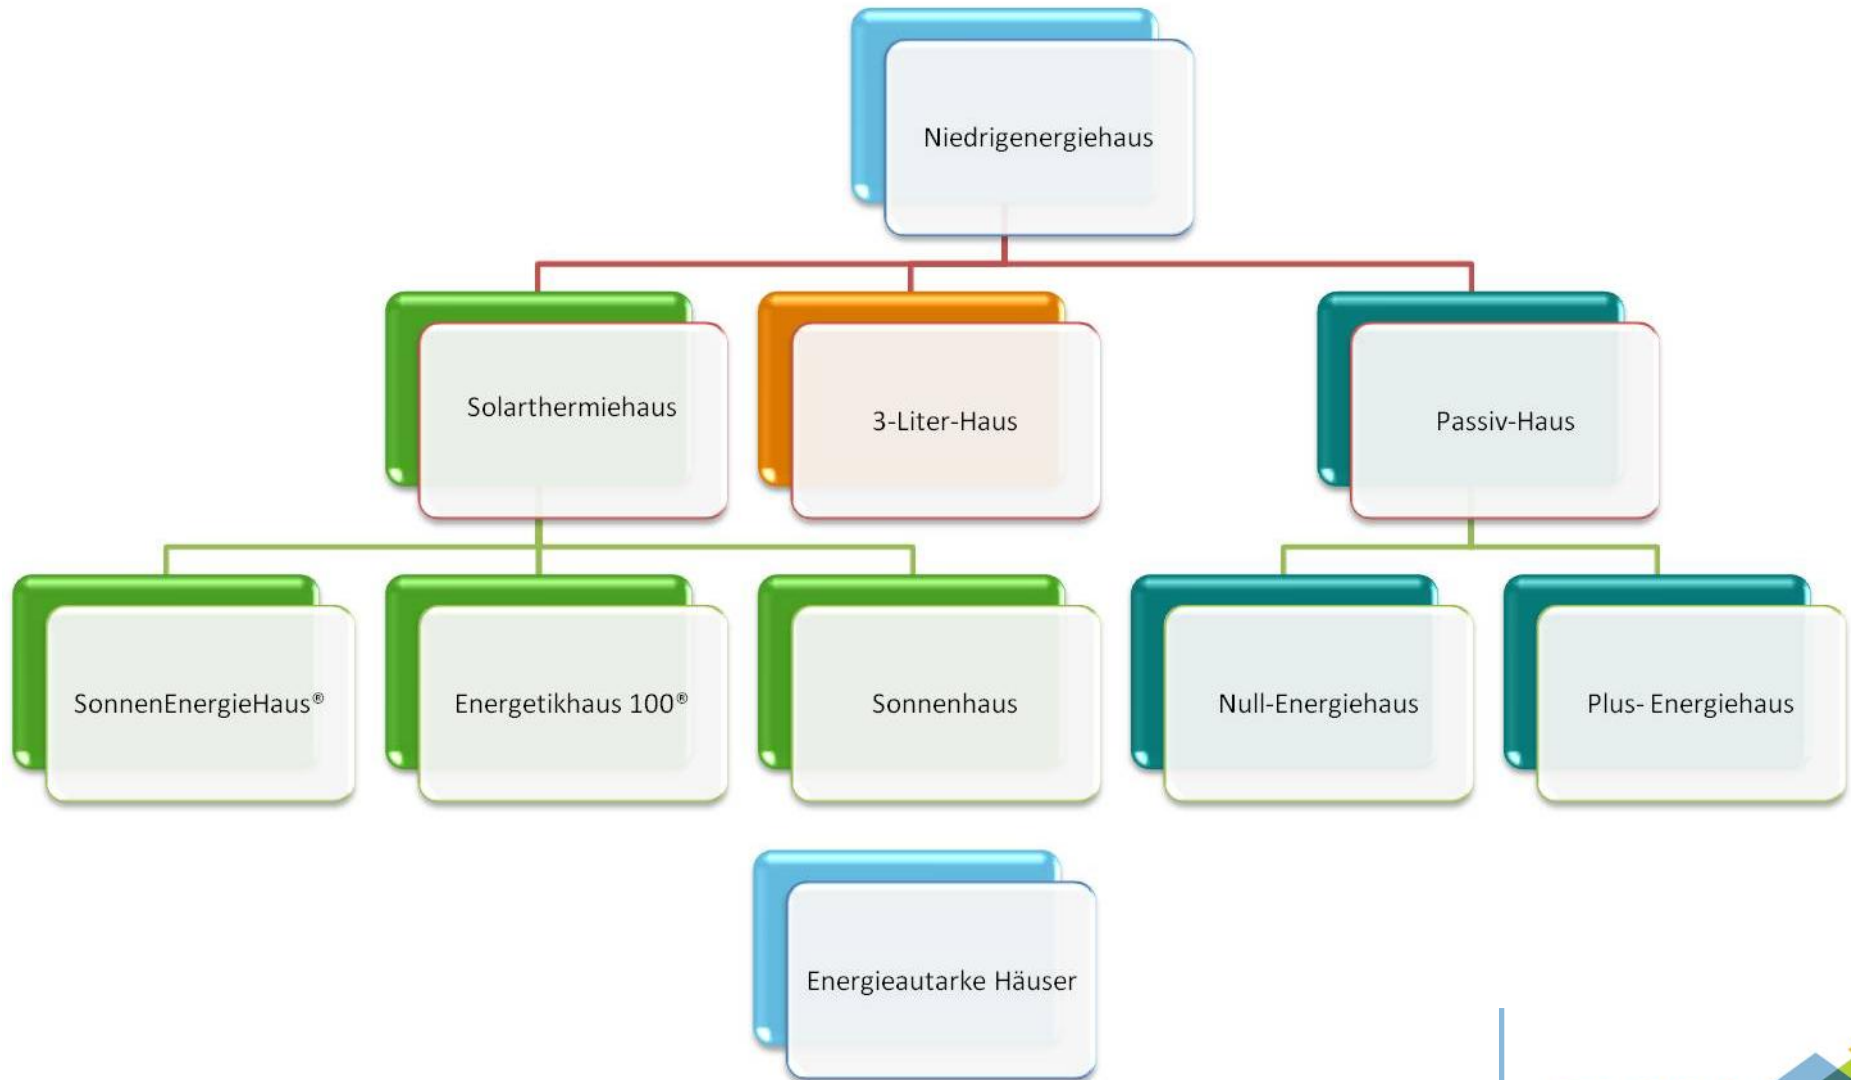 Niedrigenergiehaus
Solarthermiehaus
3-Liter-Haus
Passiv-Haus
SonnenEnergieHaus®
Energetikhaus 100®
Sonnenhaus
Null-Energiehaus
Plus- Energiehaus
Energieautarke Häuser